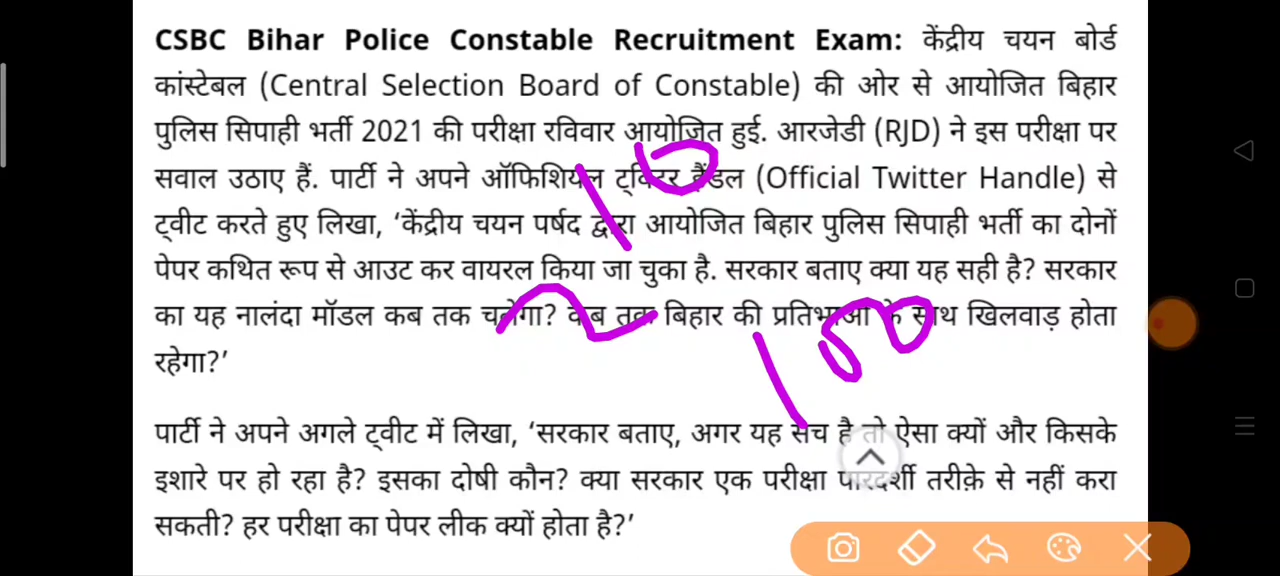 CSBC Bihar Police Constable Recruitment Exam: केंद्रीय चयन बोर्ड
कांस्टेबल (Central Selection Board of Constable) की ओर से आयोजित बिहार
पुलिस सिपाही भर्ती 2021 की परीक्षा रविवार आयोजित हुई. आरजेडी (RJD) ने इस परीक्षा पर
सवाल उठाए हैं. पार्टी ने अपने ऑफिशियल ट्विटर हैंडल (Official Twitter Handle) से
10
ट्वीट करते हुए लिखा, ‘केंद्रीय चयन पर्षद द्वारा आयोजित बिहार पुलिस सिपाही भर्ती का दोनों
पेपर कथित रूप से आउट कर वायरल किया जा चुका है. सरकार बताए क्या यह सही है? सरकार
का यह नालंदा मॉडल कब तक चलेगा? कब तक बिहार की प्रतिभाओं के साथ खिलवाड़ होता
100
रहेगा?’
पार्टी ने अपने अगले ट्वीट में लिखा, ‘सरकार बताए, अगर यह सच है तो ऐसा क्यों और किसके
इशारे पर हो रहा है? इसका दोषी कौन? क्या सरकार एक परीक्षा पारदर्शी तरीक़े से नहीं करा
सकती? हर परीक्षा का पेपर लीक क्यों होता है?’